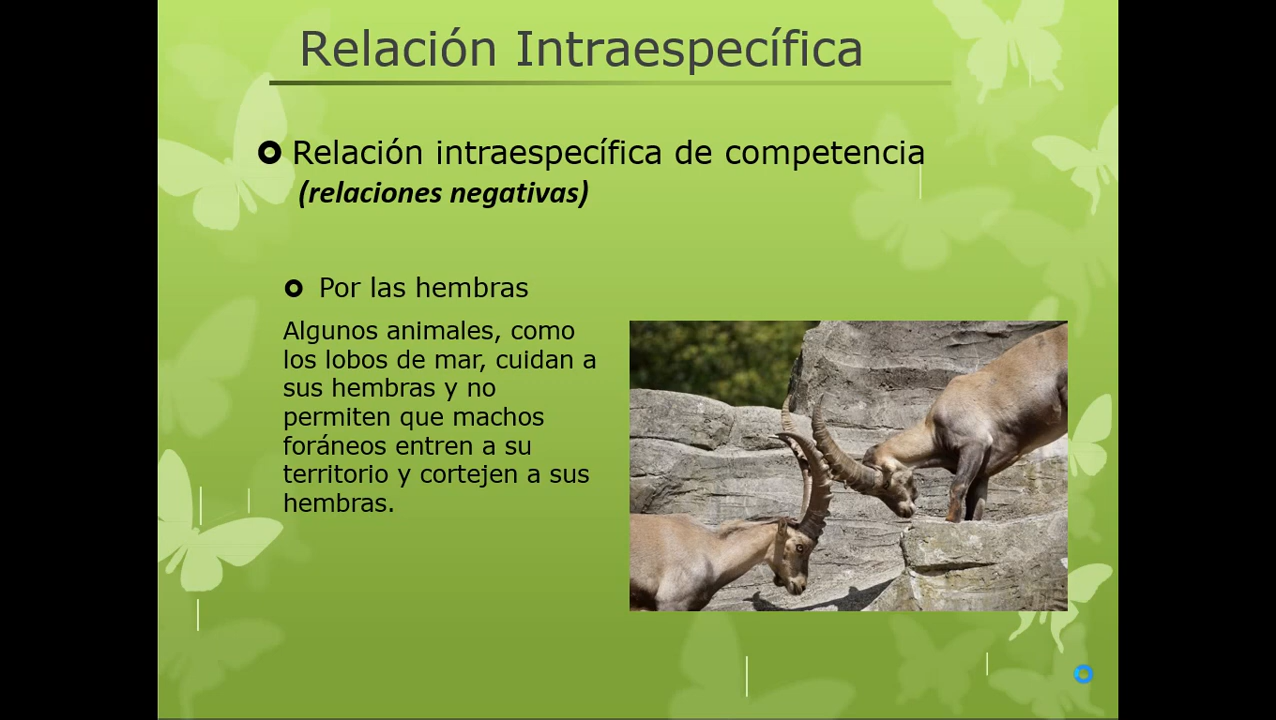 Relación Intraespecífica
Relación intraespecífica de competencia
(relaciones negativas)
Por las hembras
Algunos animales, como
los lobos de mar, cuidan a
sus hembras y no
permiten que machos
foráneos entren a su
territorio y cortejen a sus
hembras.